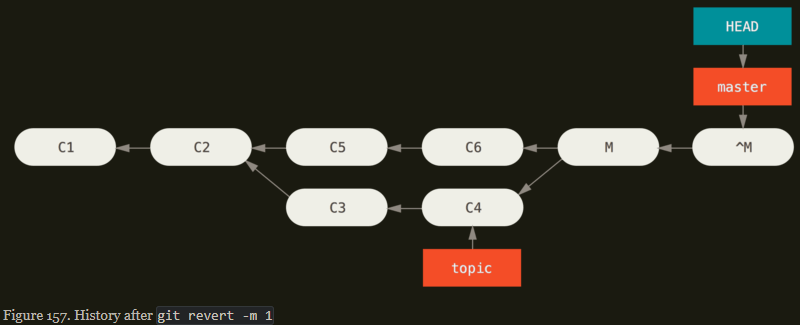 HEAD
master
C1 C2 C5 C6 M ^M
C3 C4
topic
Figure 157. History after git revert -m 1